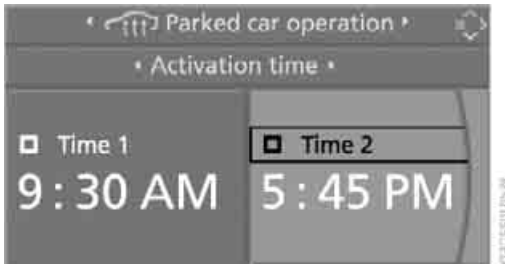 Parked car operation
Activation time
Time 1
Time 2
9 : 30 AM
5 : 45 PM